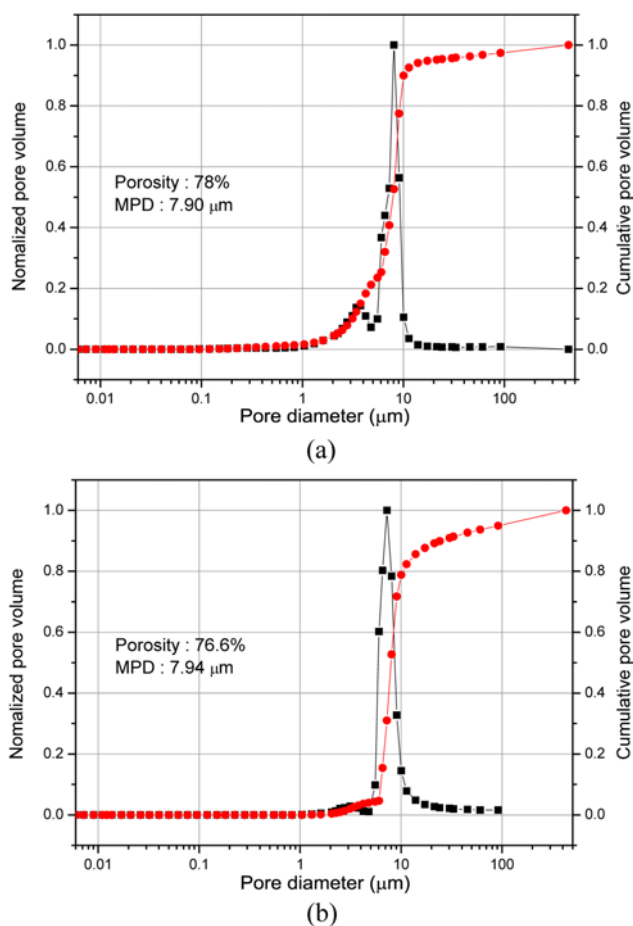 1.0
0.8
0.6
0.4
0.2
0.0
Nomalized pore volume
Porosity : 78%
MPD : 7.90 μm
1.0
0.8
0.6
0.4
0.2
0.0
Cumulative pore volume
0.01
0.1
1
10
100
Pore diameter (μm)
(a)
1.0
0.8
0.6
0.4
0.2
0.0
Nomalized pore volume
Porosity : 76.6%
MPD : 7.94 μm
1.0
0.8
0.6
0.4
0.2
0.0
Cumulative pore volume
0.01
0.1
1
10
100
Pore diameter (μm)
(b)